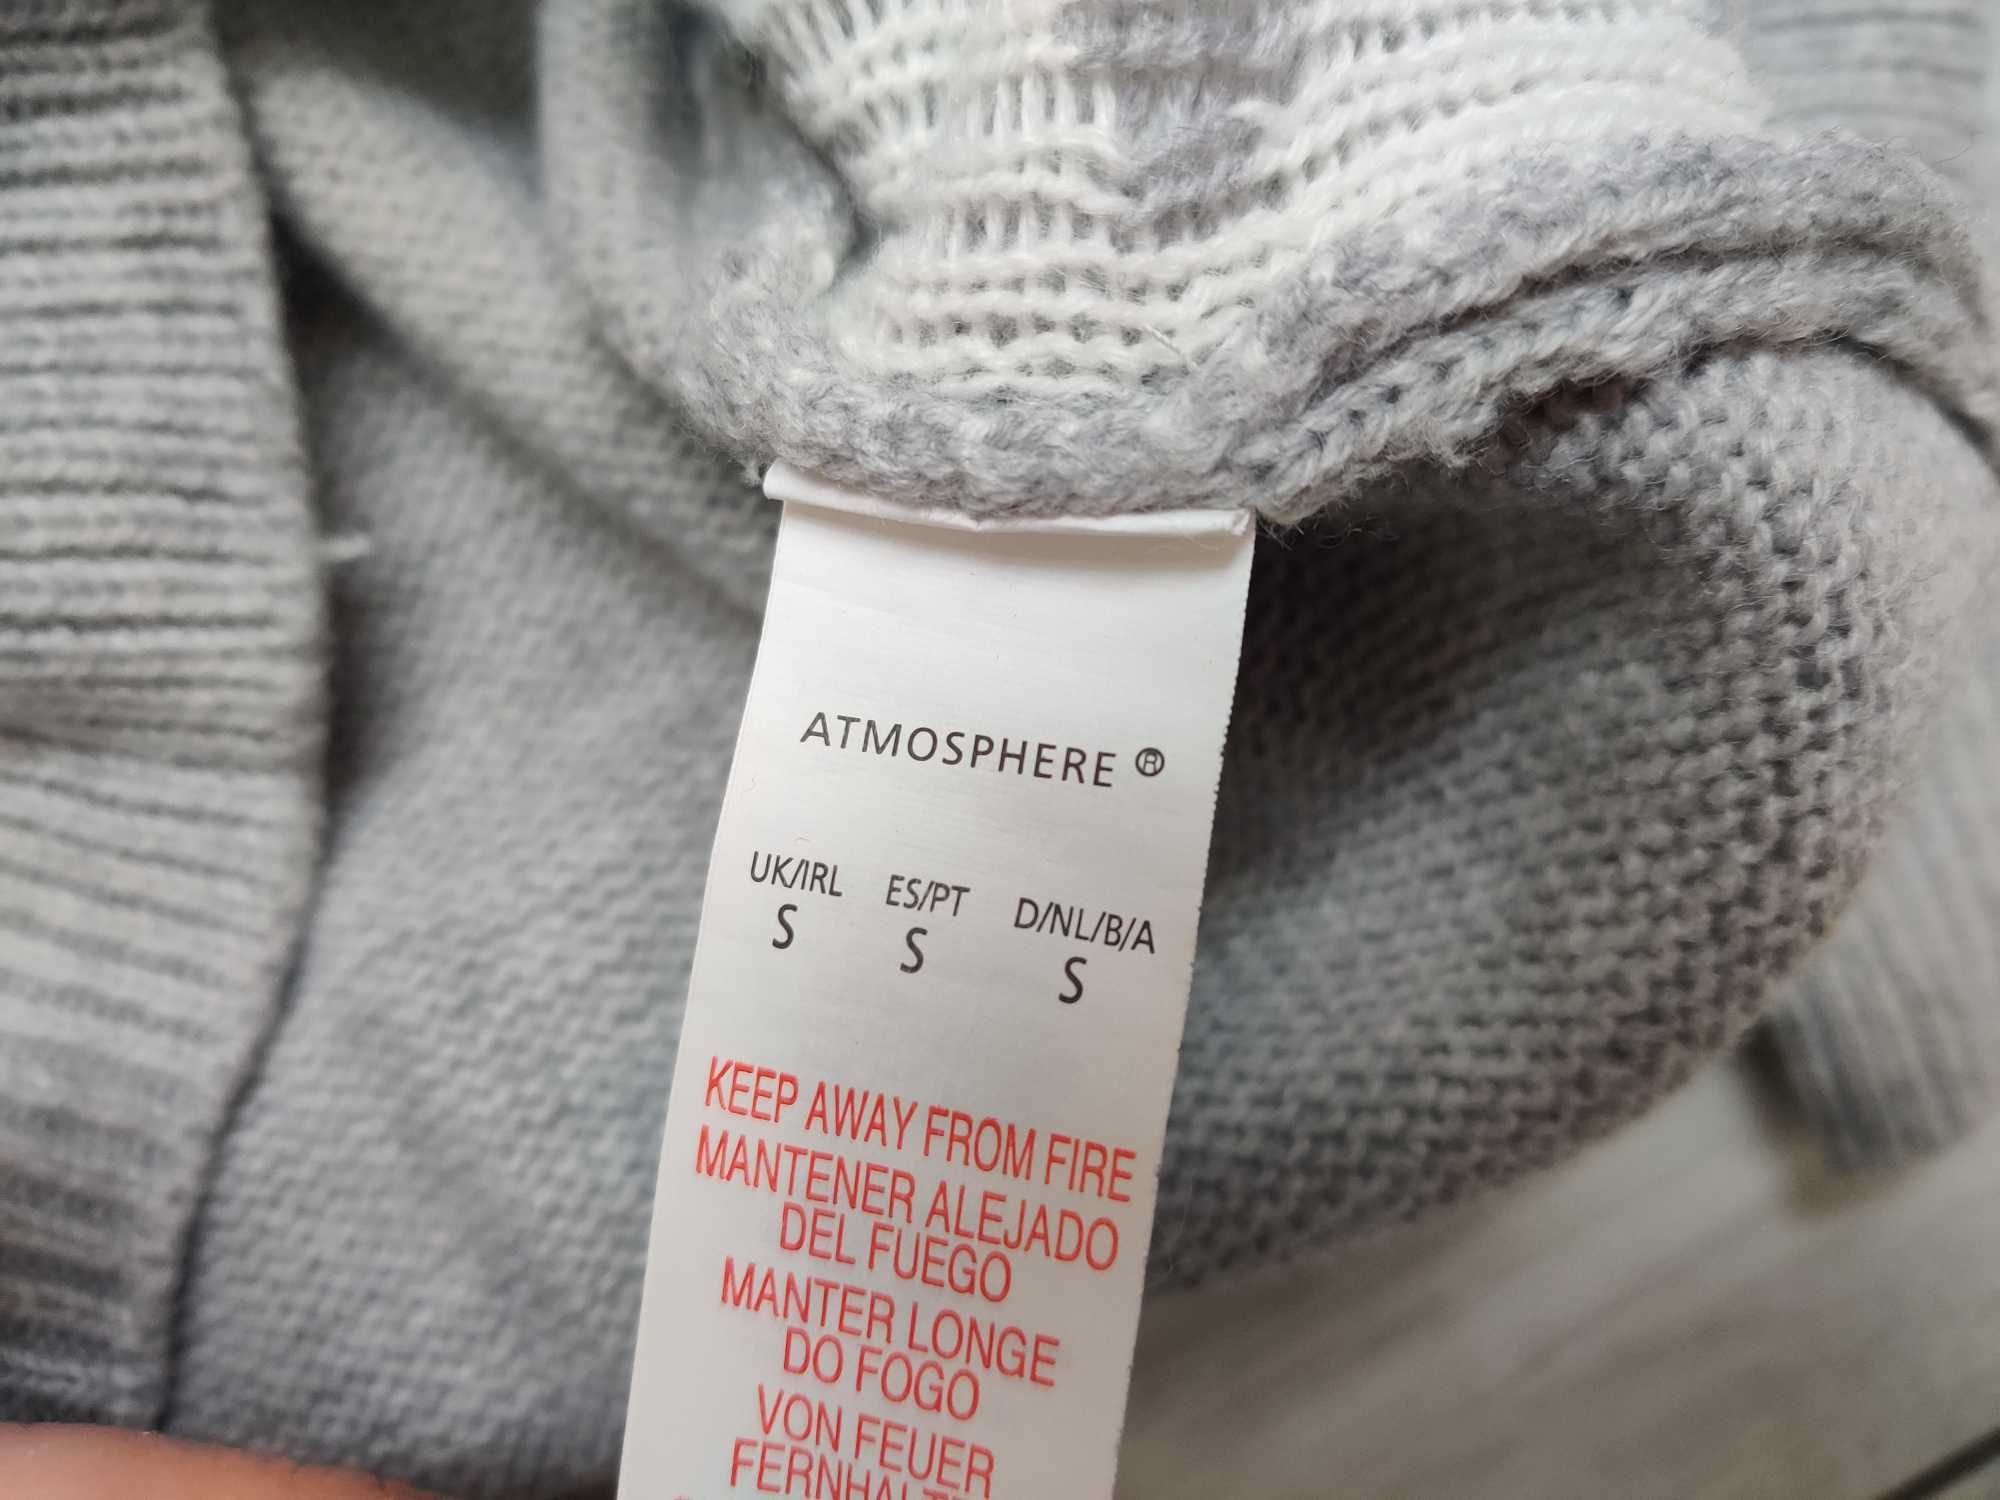 ATMOSPHERE ®
UK/IRL ES/PT D/NL/B/A
S S S
KEEP AWAY FROM FIRE
MANTENER ALEJADO
DEL FUEGO
MANTER LONGE
DO FOGO
VON FEUER